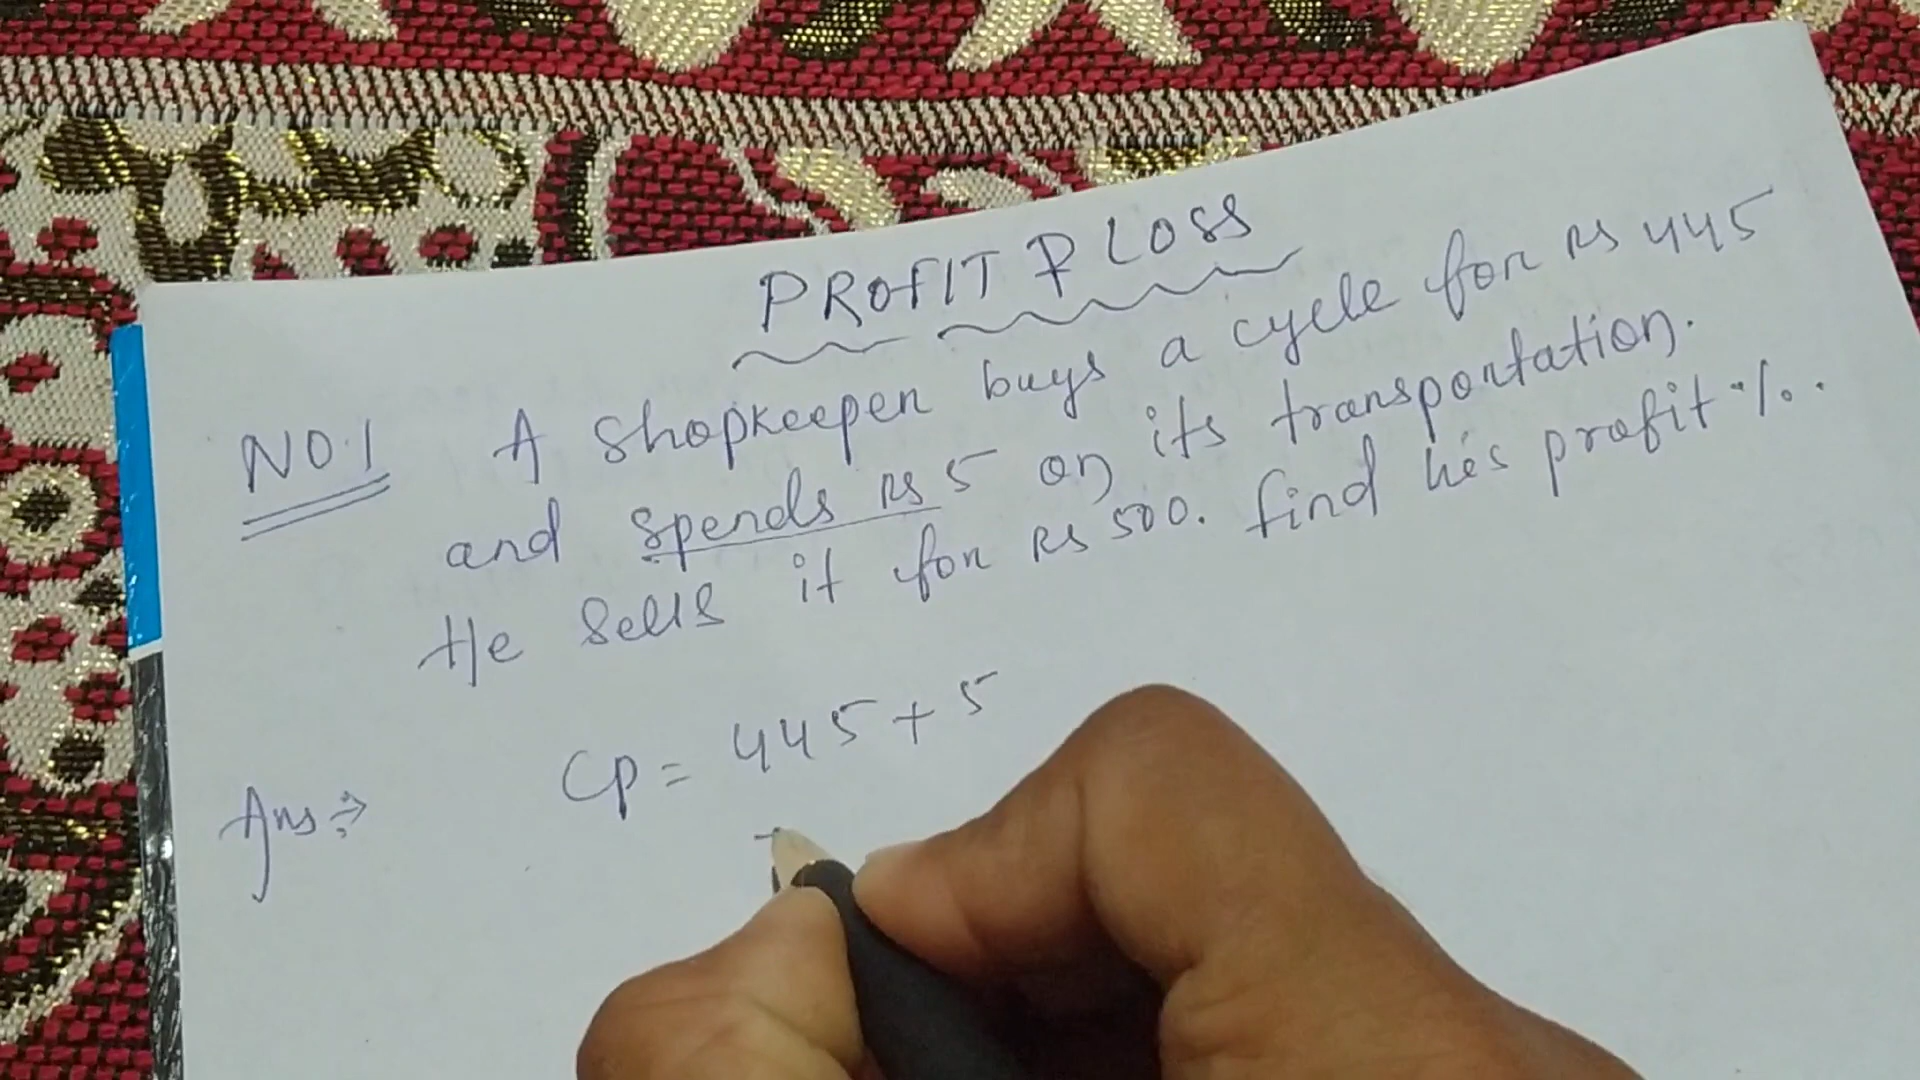 PROFIT & LOSS
NO.1 A Shopkeeper buys a cycle for Rs 445
and spends Rs 5 on its transportation.
He sells it for Rs 500. find his profit %.
Ans:→ Cp = 445 + 5